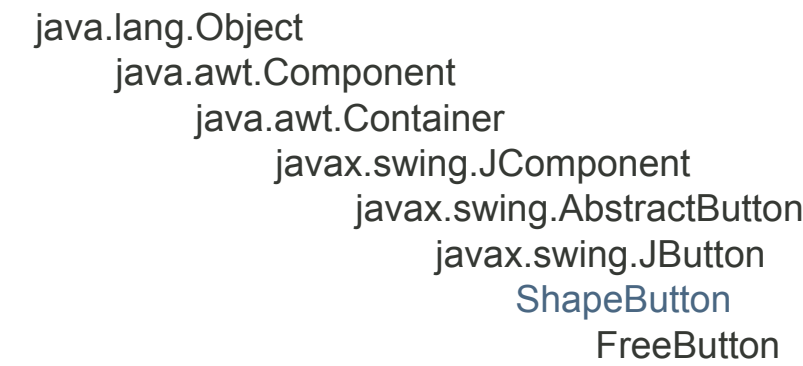 java.lang.Object
java.awt.Component
java.awt.Container
javax.swing.JComponent
javax.swing.AbstractButton
javax.swing.JButton
ShapeButton
FreeButton